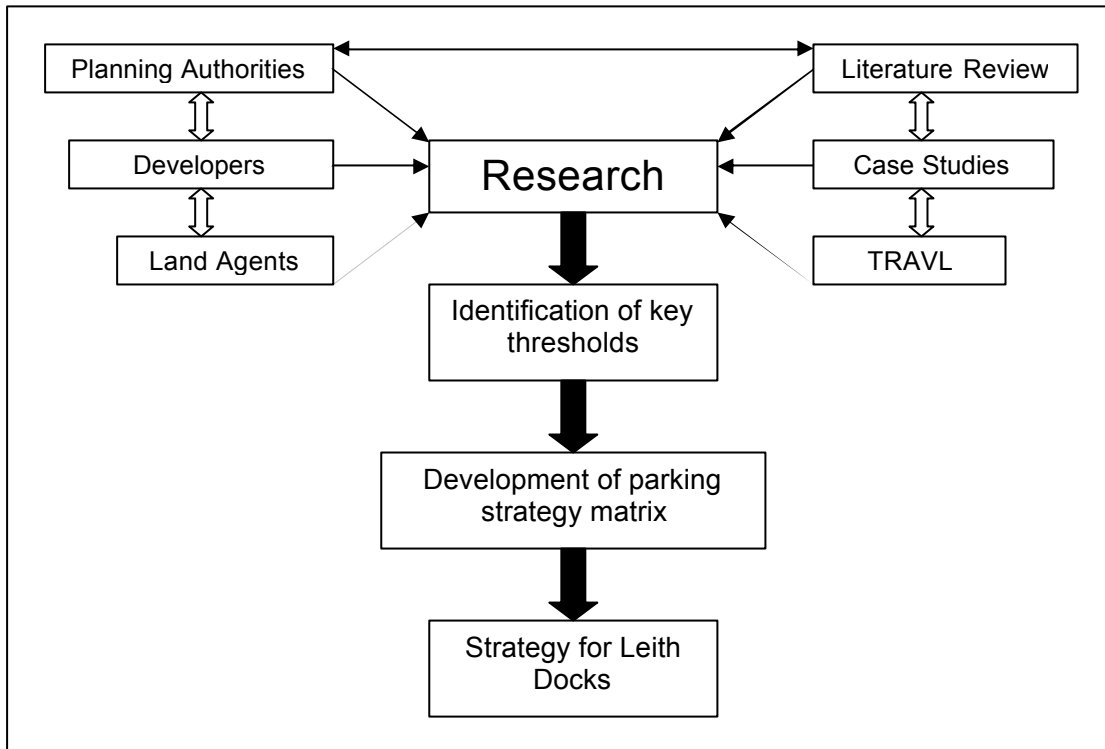 Planning Authorities
Literature Review
Developers
Research
Case Studies
Land Agents
TRAVL
Identification of key
thresholds
Development of parking
strategy matrix
Strategy for Leith
Docks